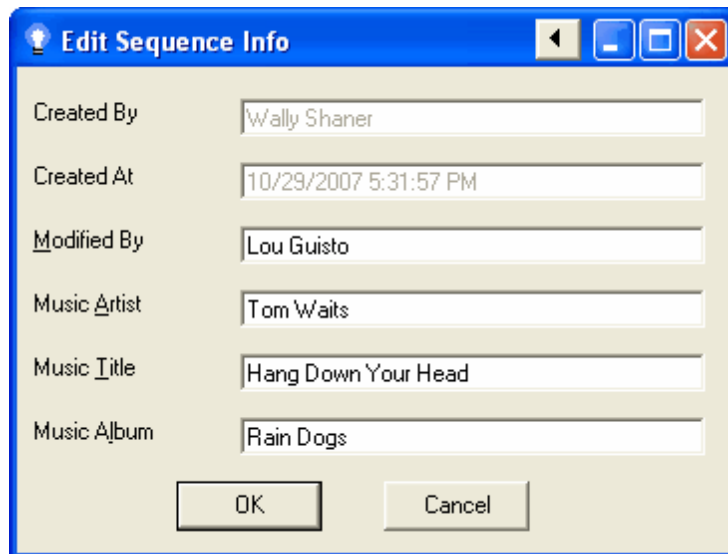 Edit Sequence Info
Created By Wally Shaner
Created At 10/29/2007 5:31:57 PM
Modified By Lou Guisto
Music Artist Tom Waits
Music Title Hang Down Your Head
Music Album Rain Dogs
OK Cancel